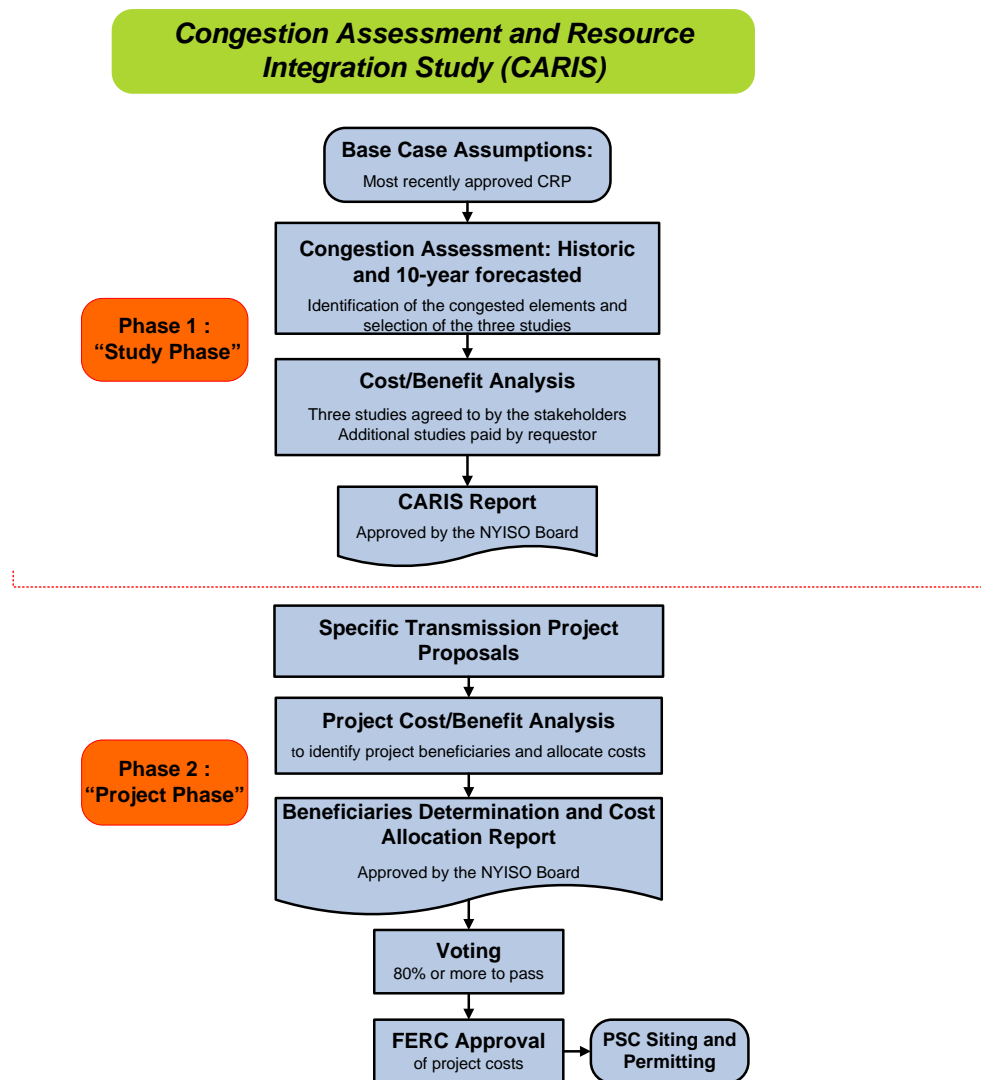 Congestion Assessment and Resource
Integration Study (CARIS)
Base Case Assumptions:
Most recently approved CRP
Congestion Assessment: Historic
and 10-year forecasted
Identification of the congested elements and
selection of the three studies
Phase 1 :
“Study Phase”
Cost/Benefit Analysis
Three studies agreed to by the stakeholders
Additional studies paid by requestor
CARIS Report
Approved by the NYISO Board
Specific Transmission Project
Proposals
Project Cost/Benefit Analysis
to identify project beneficiaries and allocate costs
Phase 2 :
“Project Phase”
Beneficiaries Determination and Cost
Allocation Report
Approved by the NYISO Board
Voting
80% or more to pass
FERC Approval
of project costs
PSC Siting and
Permitting